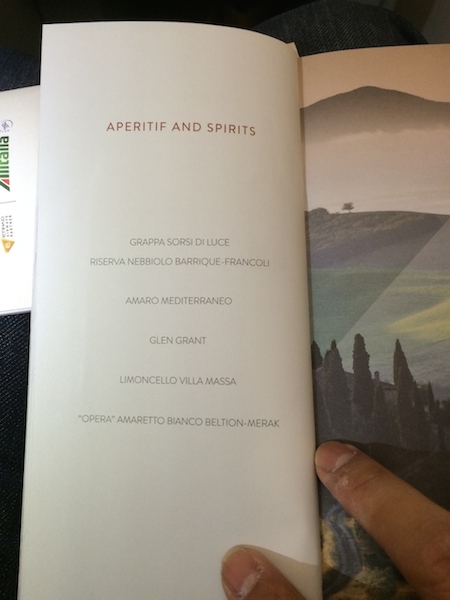 APERITIF AND SPIRITS
GRAPPA SORSI DI LUCE
RISERVA NEBBIOLO BARRIQUE-FRANCOLI
AMARO MEDITERRANEO
GLEN GRANT
LIMONCELLO VILLA MASSA
"OPERA" AMARETTO BIANCO BELTION-MERAK
Alitalia